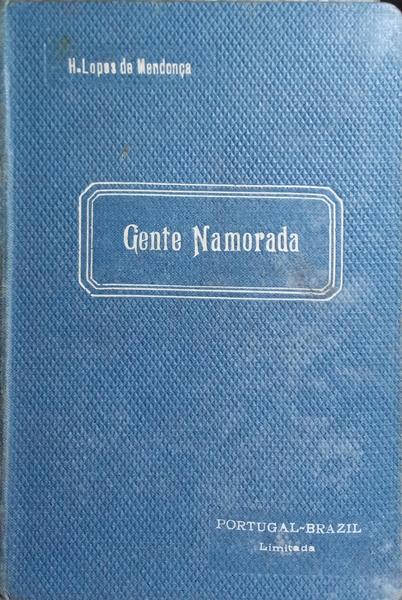 H. Lopes de Mendonça
Gente Namorada
PORTUGAL-BRAZIL
Limitada